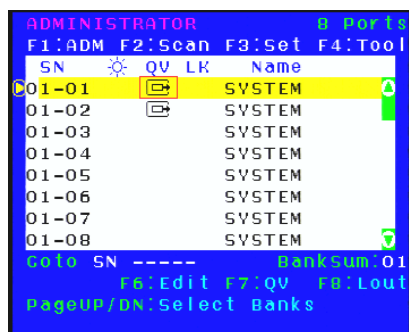 ADMINISTRATOR 8 Ports
F1:ADM F2:Scan F3:Set F4:Tool
SN QV LK Name
01-01 SYSTEM
01-02 SYSTEM
01-03 SYSTEM
01-04 SYSTEM
01-05 SYSTEM
01-06 SYSTEM
01-07 SYSTEM
01-08 SYSTEM
Goto SN ----- BankSum:01
F6:Edit F7:QV F8:Lout
PageUP/DN:Select Banks